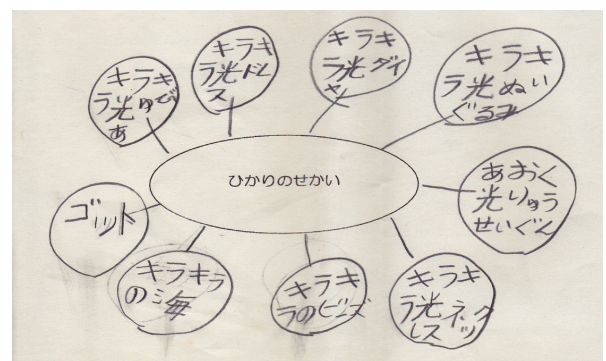 キラキ
ラ光ゆび
あ
キラキ
ラ光ドレ
ス
キラキ
ラ光ダイ
ヤ
キラキ
ラ光ぬい
ぐるみ
ひかりのせかい
あおく
光りゅう
せいぐん
ゴット
キラキラ
の海
キラキ
ラのビーズ
キラキ
ラ光ネック
レス